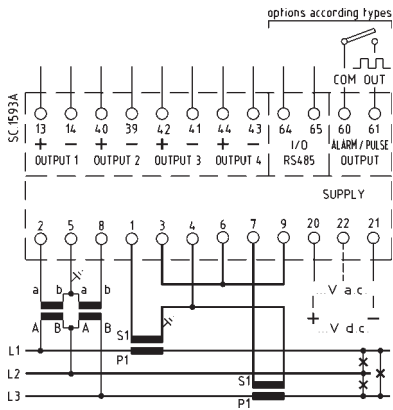 options according types
SC 1593A
COM OUT
13 14 40 39 42 41 44 43 64 65 60 61
+ − + − + − + − I/O ALARM/PULSE
OUTPUT 1 OUTPUT 2 OUTPUT 3 OUTPUT 4 RS485 OUTPUT
SUPPLY
2 5 8 1 3 4 6 7 9 20 22 21
a b a b
...V a.c.
+ −
...V d.c.
A B A B
S1
L1 P1
L2
S1
L3
P1